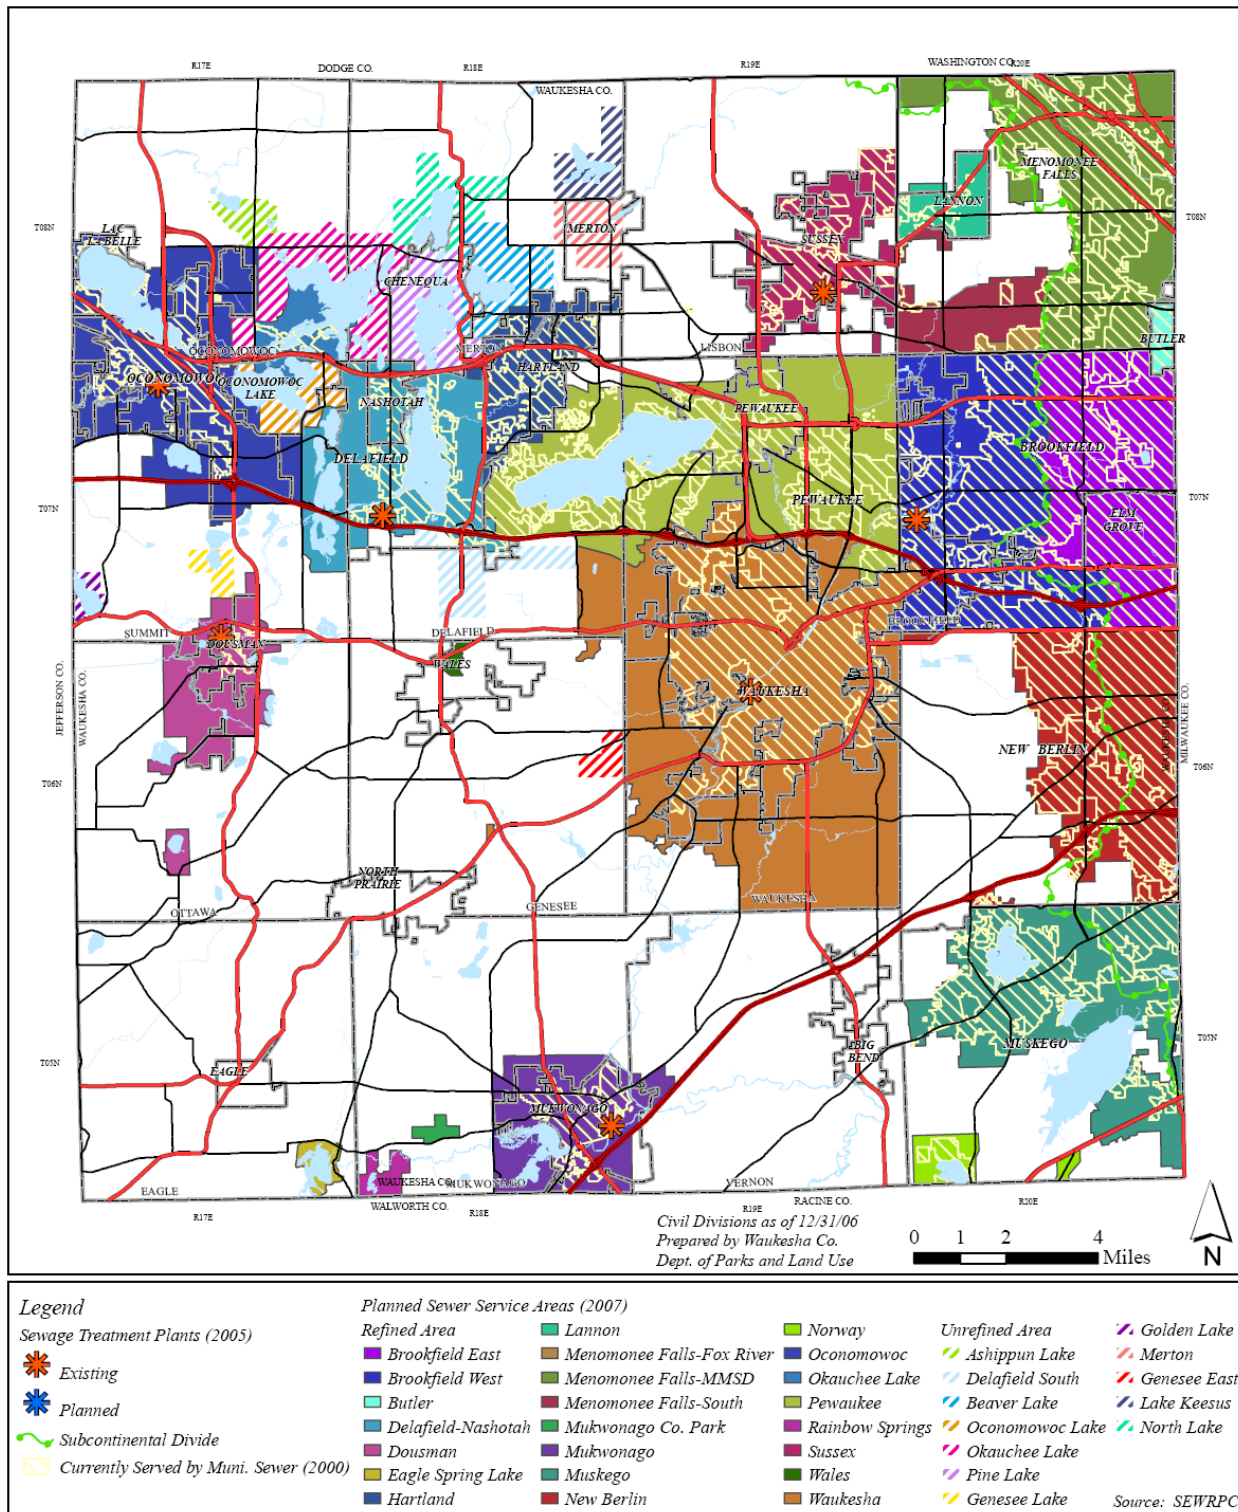 R17E
DODGE CO.
R18E
WAUKESHA CO.
R19E
WASHINGTON CO.
R20E
MENOMONEE
FALLS
LANNON
T08N
T08N
LAC
LA BELLE
MERTON
SUSSEX
CHENEQUA
BUTLER
OCONOMOWOC
MERTON
LISBON
HARTLAND
OCONOMOWOC
OCONOMOWOC
LAKE
NASHOTAH
PEWAUKEE
BROOKFIELD
DELAFIELD
PEWAUKEE
T07N
T07N
ELM
GROVE
SUMMIT
DOUSMAN
DELAFIELD
BROOKFIELD
WALES
JEFFERSON CO.
WAUKESHA CO.
WAUKESHA
WAUKESHA CO.
MILWAUKEE CO.
NEW BERLIN
T06N
T06N
NORTH
PRAIRIE
OTTAWA
GENESEE
WAUKESHA
T05N
T05N
EAGLE
BIG
BEND
MUSKEGO
MUKWONAGO
WAUKESHA CO.
MUKWONAGO
VERNON
EAGLE
WALWORTH CO.
RACINE CO.
R17E
R18E
R19E
R20E
Civil Divisions as of 12/31/06
Prepared by Waukesha Co.
Dept. of Parks and Land Use
0 1 2 4
Miles
N
Legend
Sewage Treatment Plants (2005)
Existing
Planned
Subcontinental Divide
Currently Served by Muni. Sewer (2000)
Planned Sewer Service Areas (2007)
Refined Area
Brookfield East
Brookfield West
Butler
Delafield-Nashotah
Dousman
Eagle Spring Lake
Hartland
Lannon
Menomonee Falls-Fox River
Menomonee Falls-MMSD
Menomonee Falls-South
Mukwonago Co. Park
Mukwonago
Muskego
New Berlin
Norway
Oconomowoc
Okauchee Lake
Pewaukee
Rainbow Springs
Sussex
Wales
Waukesha
Unrefined Area
Ashippun Lake
Delafield South
Beaver Lake
Oconomowoc Lake
Okauchee Lake
Pine Lake
Genesee Lake
Golden Lake
Merton
Genesee East
Lake Keesus
North Lake
Source: SEWRPC